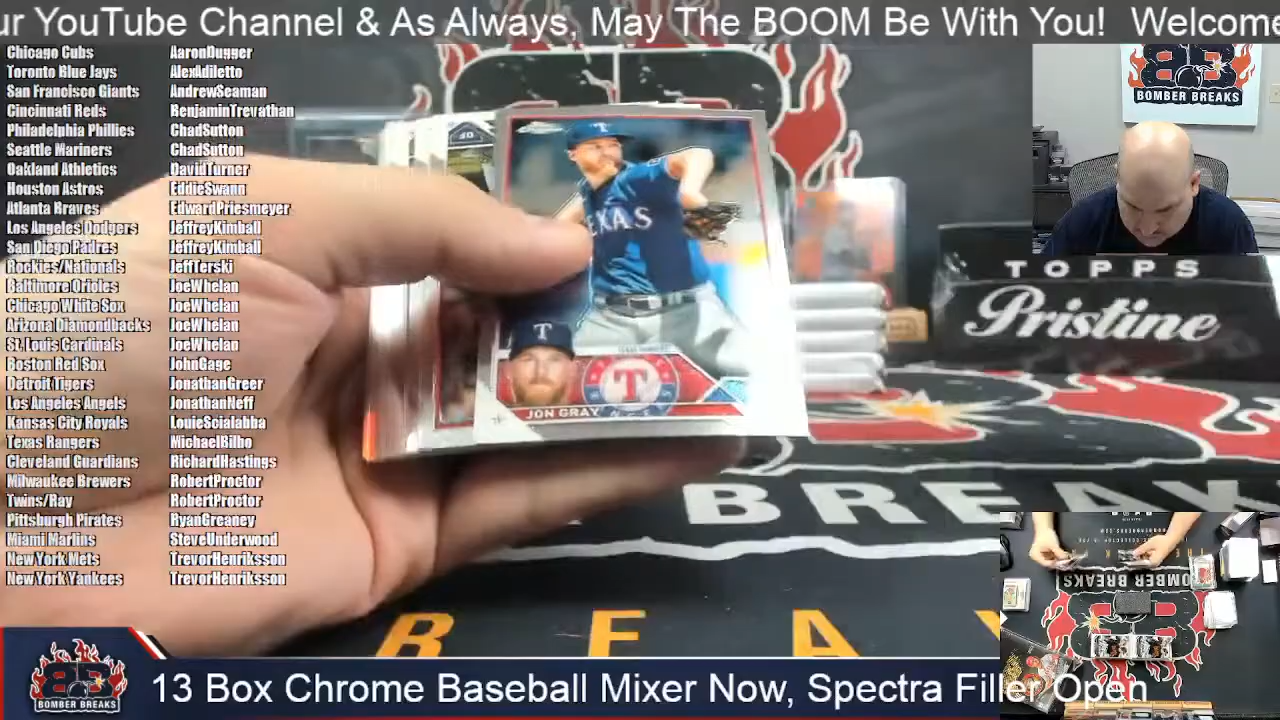 ur YouTube Channel & As Always, May The BOOM Be With You!  Welcome
Chicago Cubs AaronDugger
Toronto Blue Jays AlexAdiletto
San Francisco Giants AndrewSeaman
Cincinnati Reds BenjaminTrevathan
Philadelphia Phillies ChadSutton
Seattle Mariners ChadSutton
Oakland Athletics DavidTurner
Houston Astros EddieSwann
Atlanta Braves EdwardPriesmeyer
Los Angeles Dodgers JeffreyKimball
San Diego Padres JeffreyKimball
Rockies/Nationals JeffTerski
Baltimore Orioles JoeWhelan
Chicago White Sox JoeWhelan
Arizona Diamondbacks JoeWhelan
St. Louis Cardinals JoeWhelan
Boston Red Sox JohnGage
Detroit Tigers JonathanGreer
Los Angeles Angels JonathanNeff
Kansas City Royals LouieScialabba
Texas Rangers MichaelBilbo
Cleveland Guardians RichardHastings
Milwaukee Brewers RobertProctor
Twins/Ray RobertProctor
Pittsburgh Pirates RyanGreaney
Miami Marlins SteveUnderwood
New York Mets TrevorHenriksson
New York Yankees TrevorHenriksson
BOMBER BREAKS
TOPPS
Pristine
EXAS
T
T
T
JON GRAY
BREAK
B R E A
BOMBER BREAKS
BOMBER BREAKS
13 Box Chrome Baseball Mixer Now, Spectra Filler Open